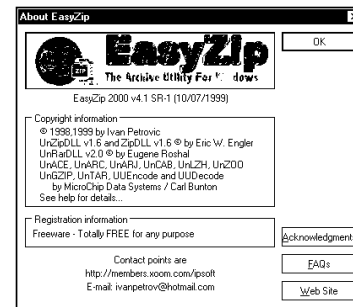 About EasyZip
EasyZip
The Archive Utility For dows
EasyZip 2000 v4.1 SR-1 (10/07/1999)
Copyright information
© 1998,1999 by Ivan Petrovic
UnZipDLL v1.6 and ZipDLL v1.6 © by Eric W. Engler
UnRarDLL v2.0 © by Eugene Roshal
UnACE, UnARC, UnARJ, UnCAB, UnLZH, UnZOO
UnGZIP, UnTAR, UUEncode and UUDecode
by MicroChip Data Systems / Carl Bunton
See help for details...
Registration information
Freeware - Totally FREE for any purpose
Contact points are
http://members.xoom.com/ipsoft
E-mail: ivanpetrov@hotmail.com
OK
Acknowledgment
FAQs
Web Site